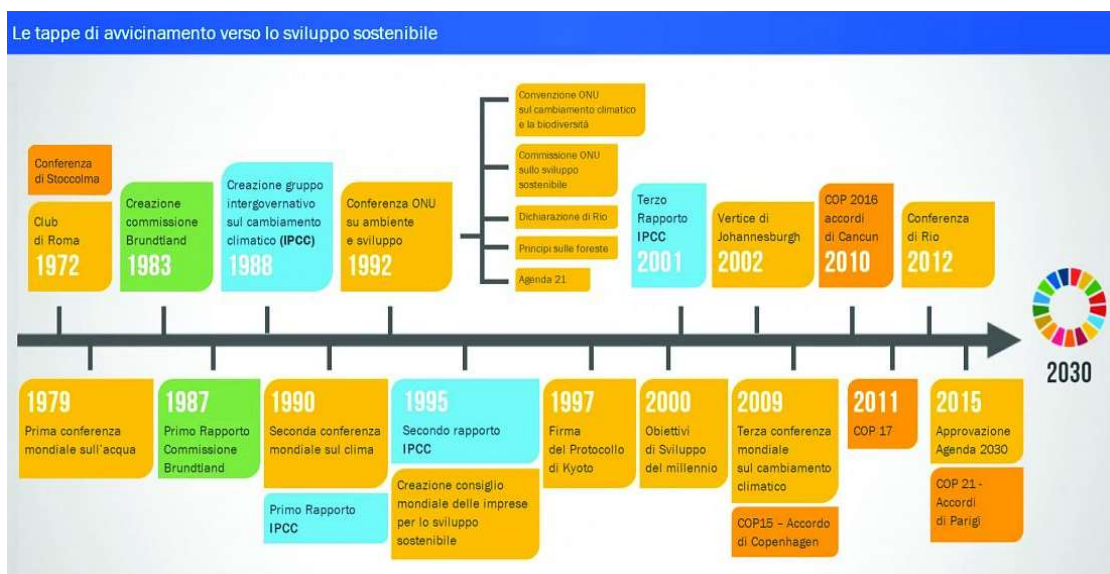 Le tappe di avvicinamento verso lo sviluppo sostenibile
Conferenza
di Stoccolma
Club
di Roma
1972
Creazione
commissione
Brundtland
1983
Creazione gruppo
intergovernativo
sul cambiamento
climatico (IPCC)
1988
Conferenza ONU
su ambiente
e sviluppo
1992
Convenzione ONU
sul cambiamento climatico
e la biodiversità
Commissione ONU
sullo sviluppo
sostenibile
Dichiarazione di Rio
Principi sulle foreste
Agenda 21
Terzo
Rapporto
IPCC
2001
Vertice di
Johannesburgh
2002
COP 2016
accordi
di Cancun
2010
Conferenza
di Rio
2012
2030
1979
Prima conferenza
mondiale sull'acqua
1987
Primo Rapporto
Commissione
Brundtland
1990
Seconda conferenza
mondiale sul clima
Primo Rapporto
IPCC
1995
Secondo rapporto
IPCC
Creazione consiglio
mondiale delle imprese
per lo sviluppo
sostenibile
1997
Firma
del Protocollo
di Kyoto
2000
Obiettivi
di Sviluppo
del millennio
2009
Terza conferenza
mondiale
sul cambiamento
climatico
COP15 – Accordo
di Copenhagen
2011
COP 17
2015
Approvazione
Agenda 2030
COP 21 -
Accordi
di Parigi